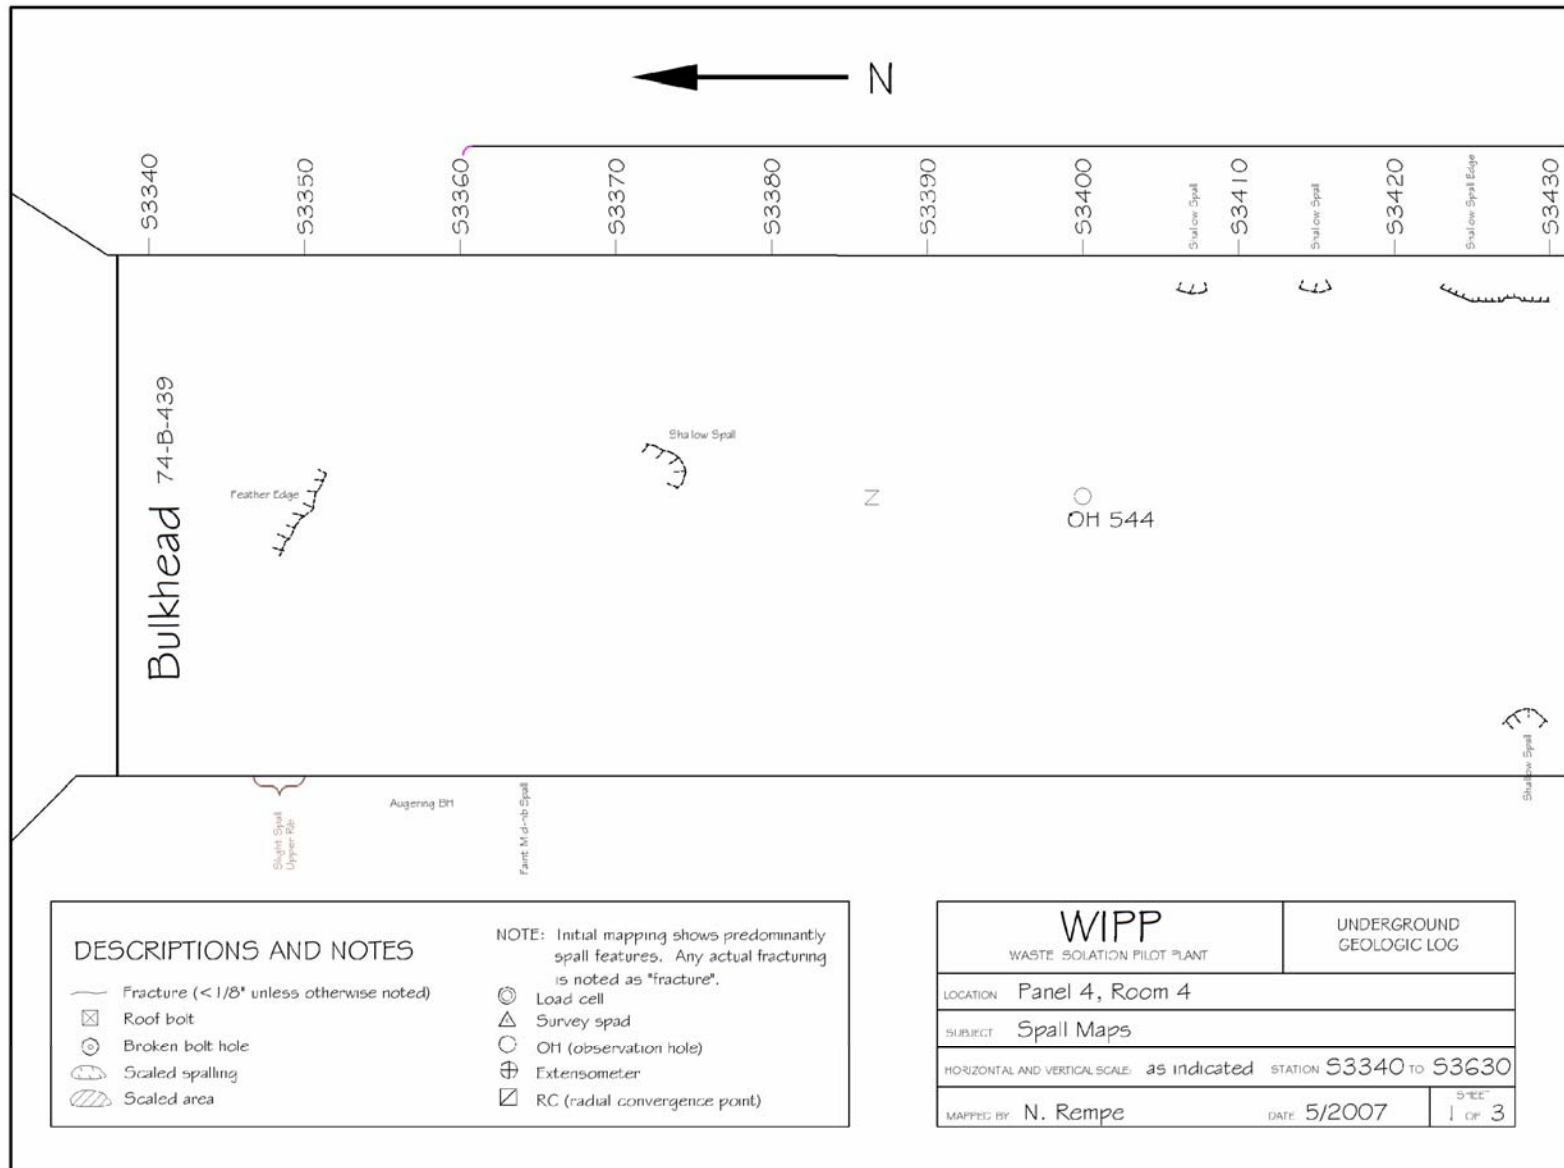 N
S3340
S3350
S3360
S3370
S3380
S3390
S3400
Shallow Spall
S3410
Shallow Spall
S3420
Shallow Spall Edge
S3430
Bulkhead 74-B-439
Feather Edge
Shallow Spall
Z
OH 544
Shallow Spall
Slight Spall
Upper Rib
Augering BH
Faint Mid-rib Spall
DESCRIPTIONS AND NOTES
Fracture (<1/8" unless otherwise noted)
Roof bolt
Broken bolt hole
Scaled spalling
Scaled area
NOTE: Initial mapping shows predominantly
spall features. Any actual fracturing
is noted as "fracture".
Load cell
Survey spad
OH (observation hole)
Extensometer
RC (radial convergence point)
WIPP
WASTE ISOLATION PILOT PLANT
UNDERGROUND
GEOLOGIC LOG
LOCATION Panel 4, Room 4
SUBJECT Spall Maps
HORIZONTAL AND VERTICAL SCALE: as indicated STATION S3340 TO S3630
MAPPED BY N. Rempe DATE 5/2007
SHEET
1 OF 3